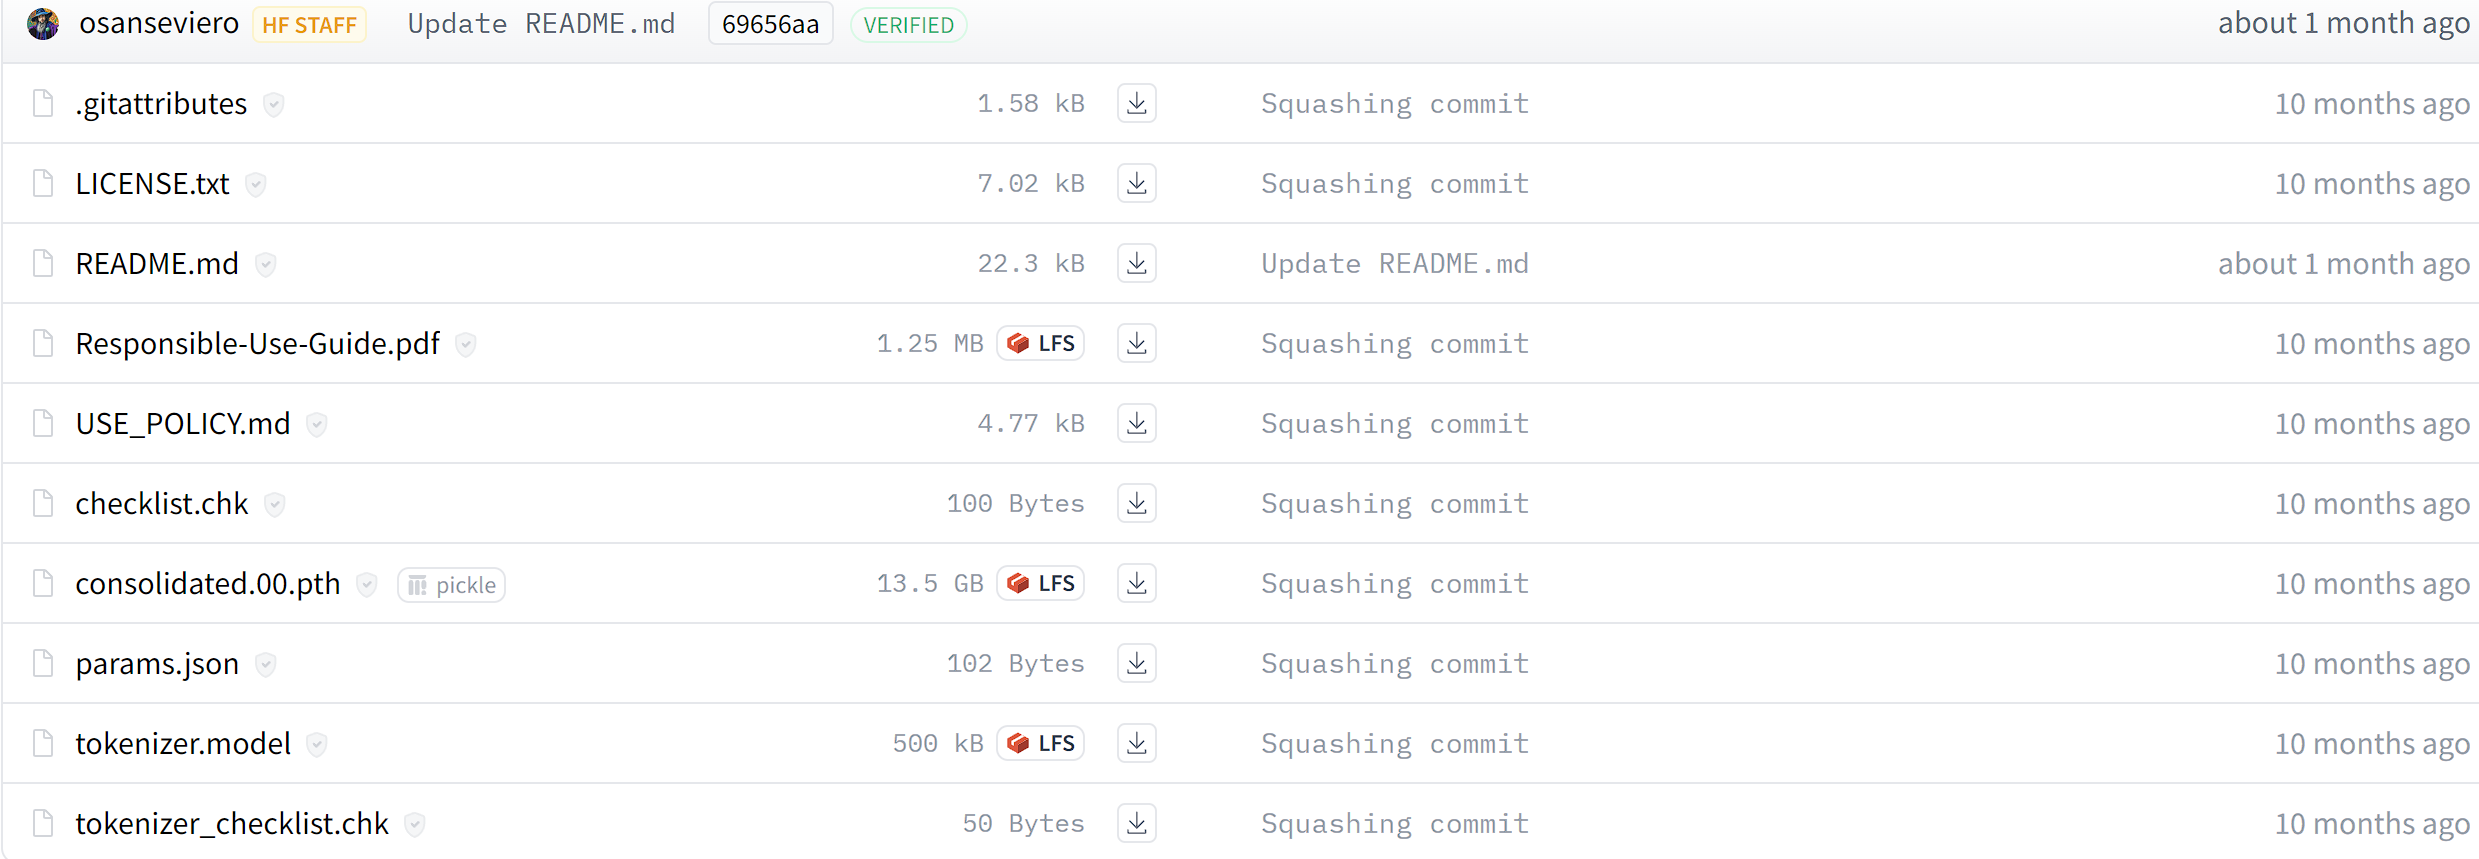 osanseviero HF STAFF Update README.md 69656aa VERIFIED about 1 month ago
.gitattributes 1.58 kB Squashing commit 10 months ago
LICENSE.txt 7.02 kB Squashing commit 10 months ago
README.md 22.3 kB Update README.md about 1 month ago
Responsible-Use-Guide.pdf 1.25 MB LFS Squashing commit 10 months ago
USE_POLICY.md 4.77 kB Squashing commit 10 months ago
checklist.chk 100 Bytes Squashing commit 10 months ago
consolidated.00.pth pickle 13.5 GB LFS Squashing commit 10 months ago
params.json 102 Bytes Squashing commit 10 months ago
tokenizer.model 500 kB LFS Squashing commit 10 months ago
tokenizer_checklist.chk 50 Bytes Squashing commit 10 months ago